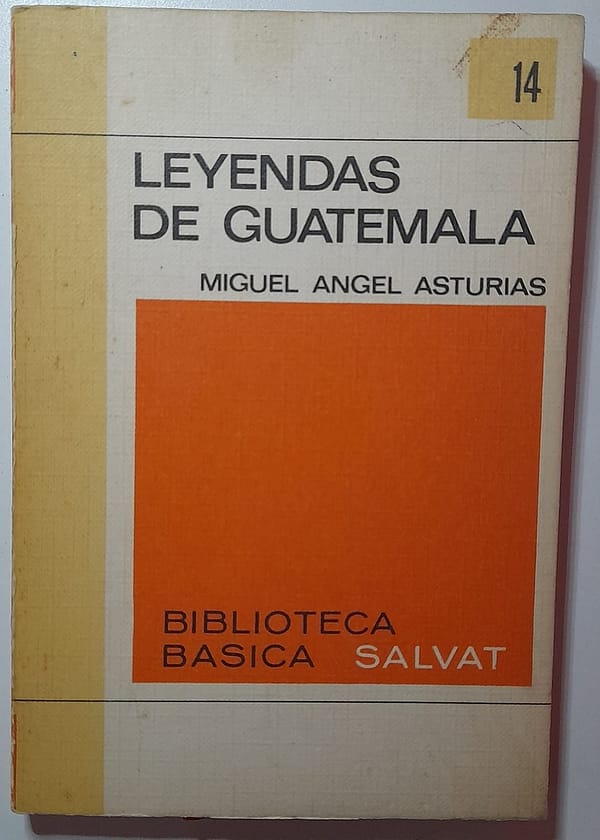 14
LEYENDAS
DE GUATEMALA
MIGUEL ANGEL ASTURIAS
BIBLIOTECA
BASICA SALVAT